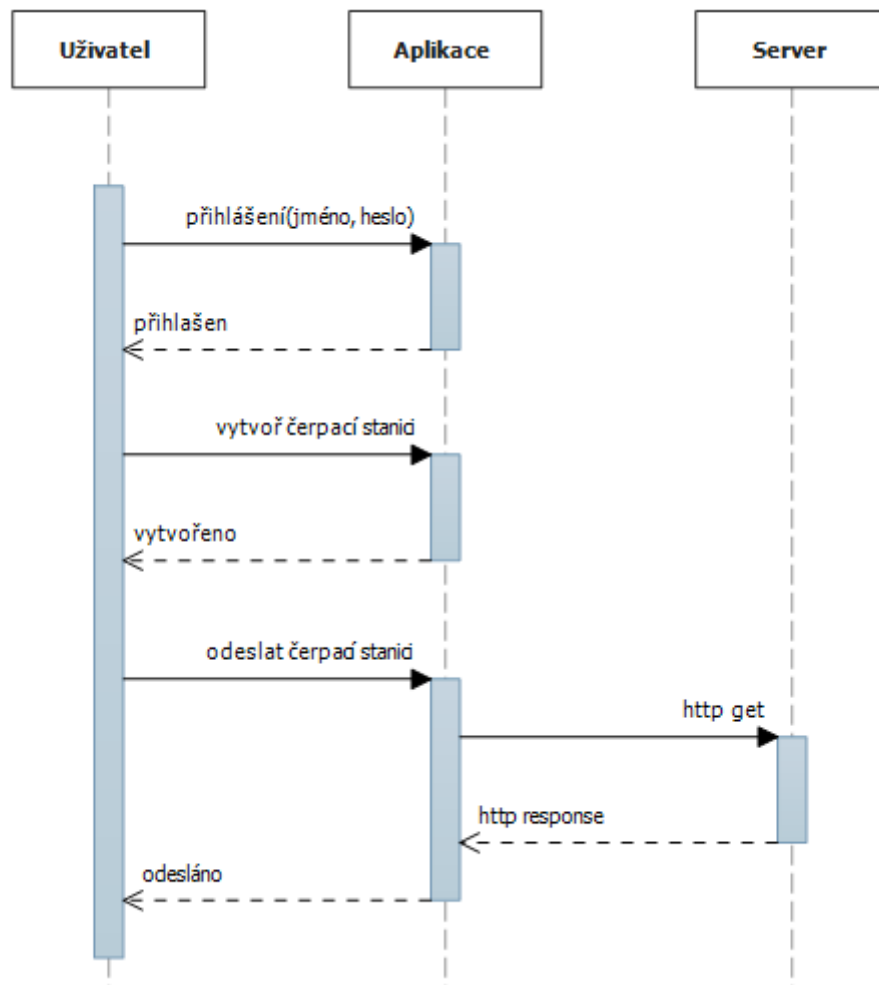 Uživatel
Aplikace
Server
přihlášení(jméno, heslo)
přihlašen
vytvoř čerpací stanici
vytvořeno
odeslat čerpací stanici
http get
http response
odesláno